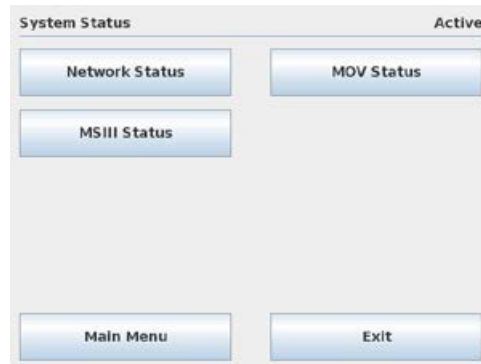 System Status Active
Network Status MOV Status
MSIII Status
Main Menu Exit